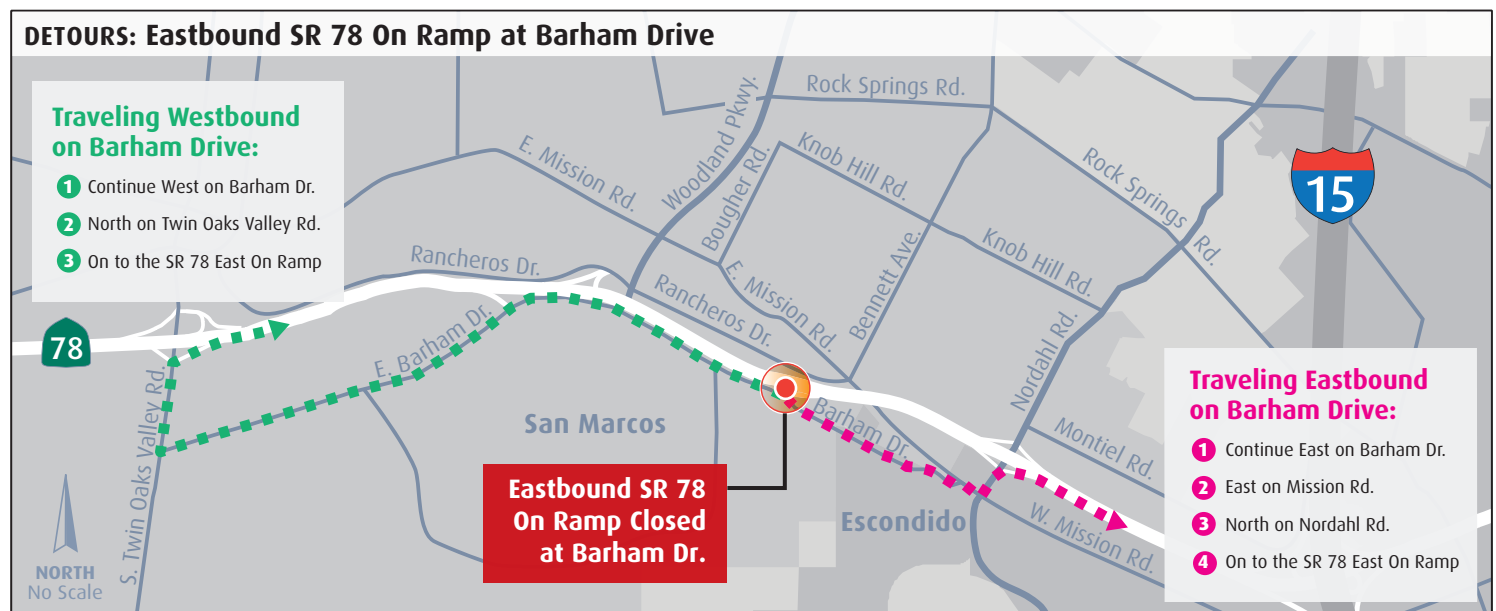 DETOURS: Eastbound SR 78 On Ramp at Barham Drive
Traveling Westbound
on Barham Drive:
1 Continue West on Barham Dr.
2 North on Twin Oaks Valley Rd.
3 On to the SR 78 East On Ramp
Rock Springs Rd.
Woodland Pkwy.
E. Mission Rd.
Bougher Rd.
Knob Hill Rd.
Rock Springs
Rd.
15
Rancheros Dr.
Knob Hill Rd.
Bennett Ave.
E. Mission Rd.
Rancheros Dr.
78
E. Barham Dr.
Nordahl Rd.
S. Twin Oaks Valley Rd.
San Marcos
Barham Dr.
Montiel Rd.
Traveling Eastbound
on Barham Drive:
1 Continue East on Barham Dr.
2 East on Mission Rd.
3 North on Nordahl Rd.
4 On to the SR 78 East On Ramp
Eastbound SR 78
On Ramp Closed
at Barham Dr.
Escondido
W. Mission Rd.
NORTH
No Scale